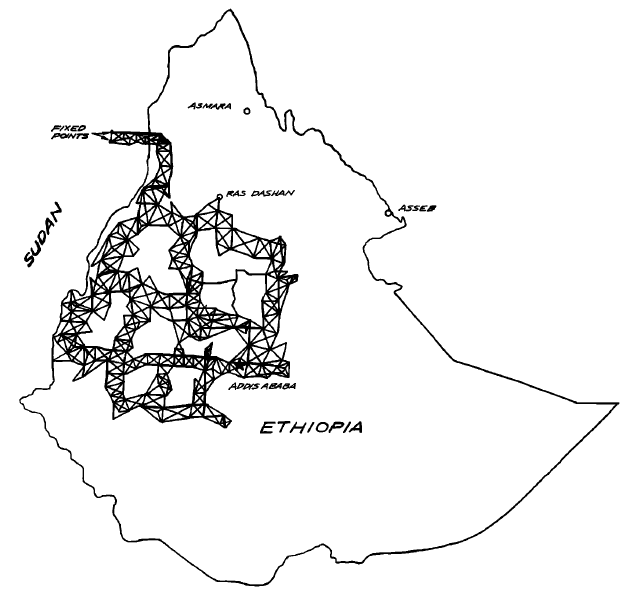 ASMARA
FIXED
POINTS
RAS DASHAN
ASSEB
SUDAN
ADDIS ABABA
ETHIOPIA